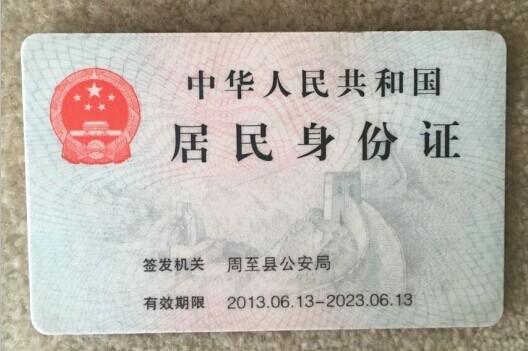 中华人民共和国
居民身份证
签发机关 周至县公安局
有效期限 2013.06.13-2023.06.13